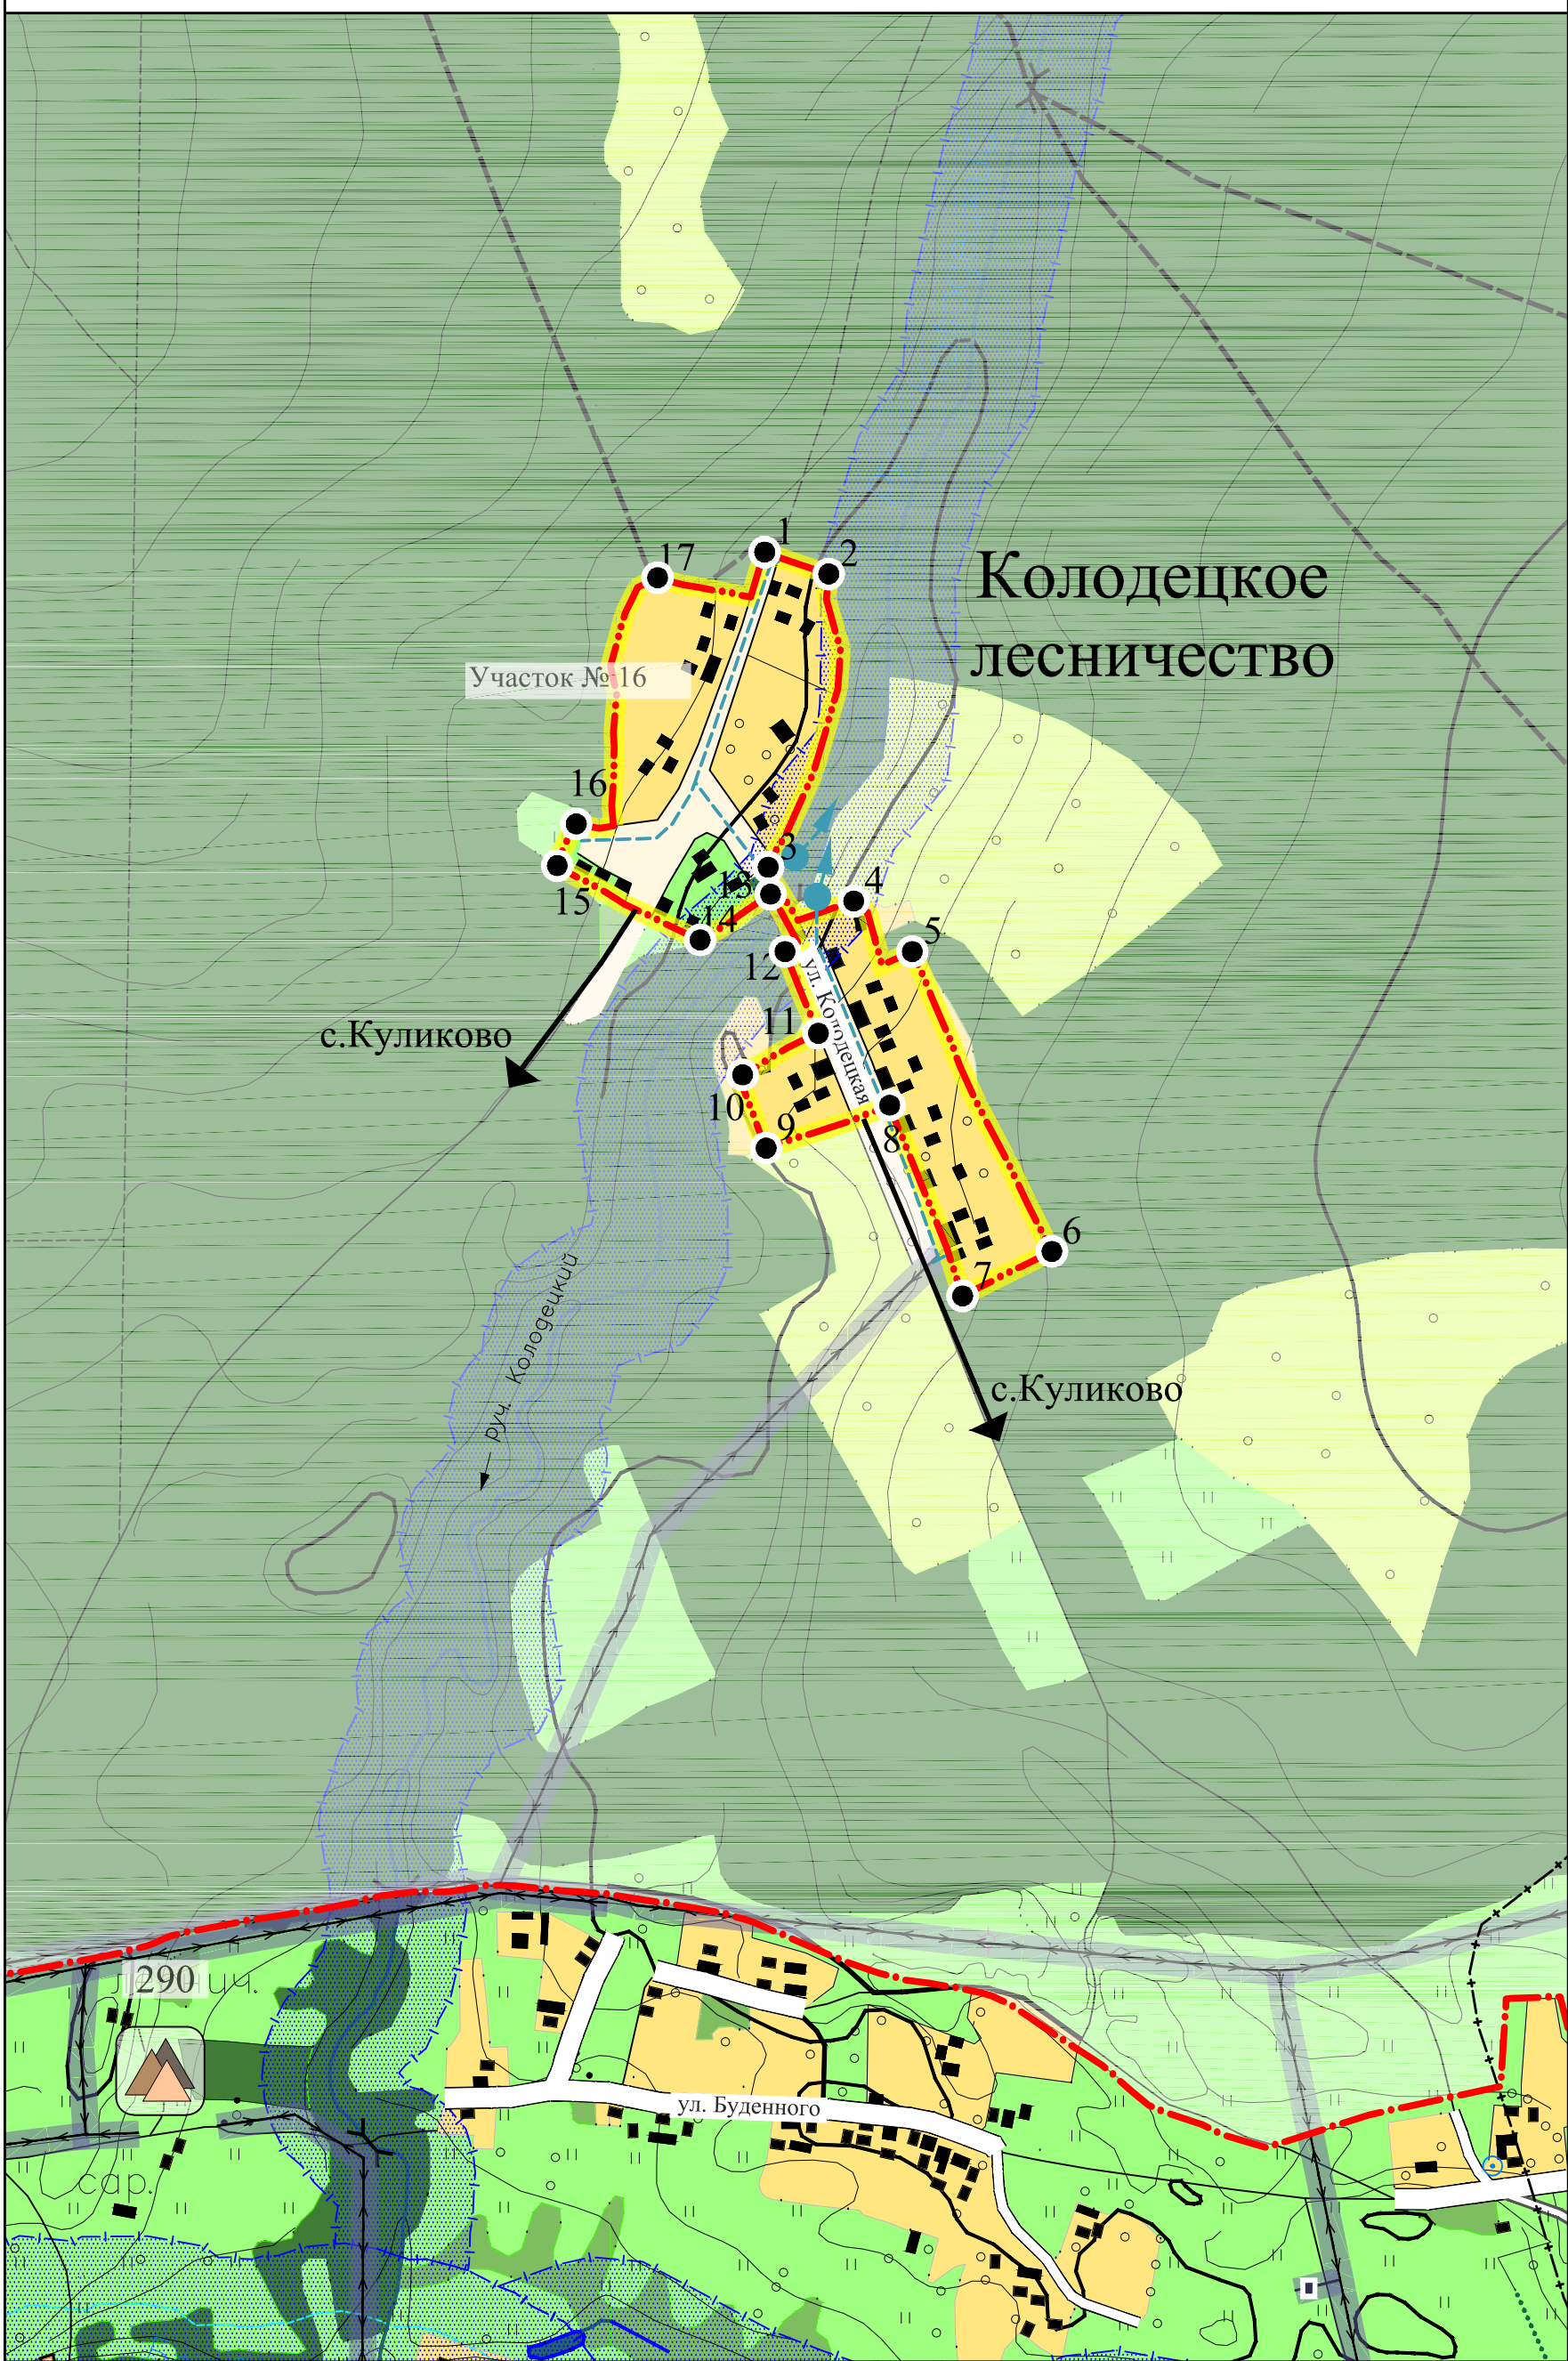 1
17
2
Колодецкое
лесничество
Участок № 16
16
3
4
13
15
14
5
12
ул. Колодецкая
11
с.Куликово
10
9
8
6
7
руч. Колодецкий
с.Куликово
290
ул. Буденного
сар.